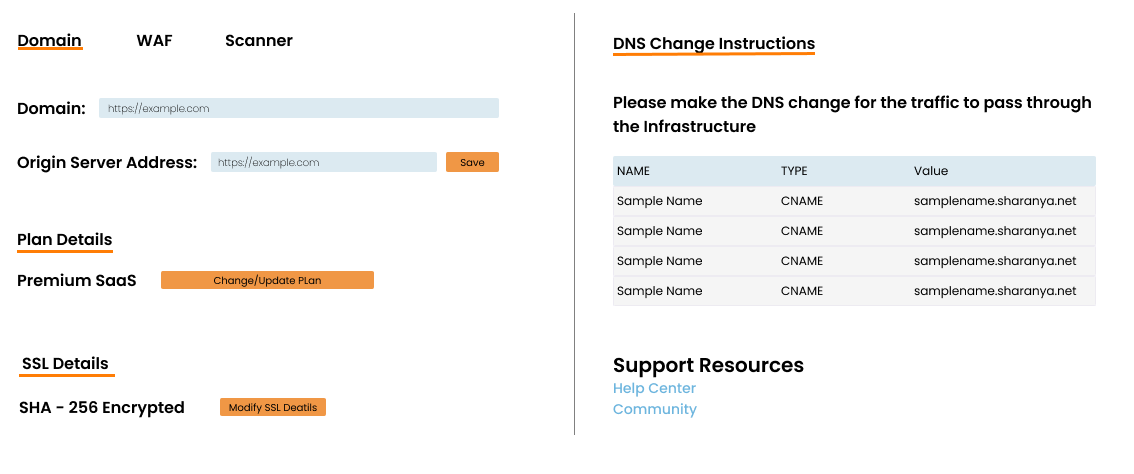 Domain WAF Scanner
Domain: https://example.com
Origin Server Address: https://example.com Save
Plan Details
Premium SaaS Change/Update PLan
SSL Details
SHA - 256 Encrypted Modify SSL Deatils
DNS Change Instructions
Please make the DNS change for the traffic to pass through
the Infrastructure
NAME TYPE Value
Sample Name CNAME samplename.sharanya.net
Sample Name CNAME samplename.sharanya.net
Sample Name CNAME samplename.sharanya.net
Sample Name CNAME samplename.sharanya.net
Support Resources
Help Center
Community